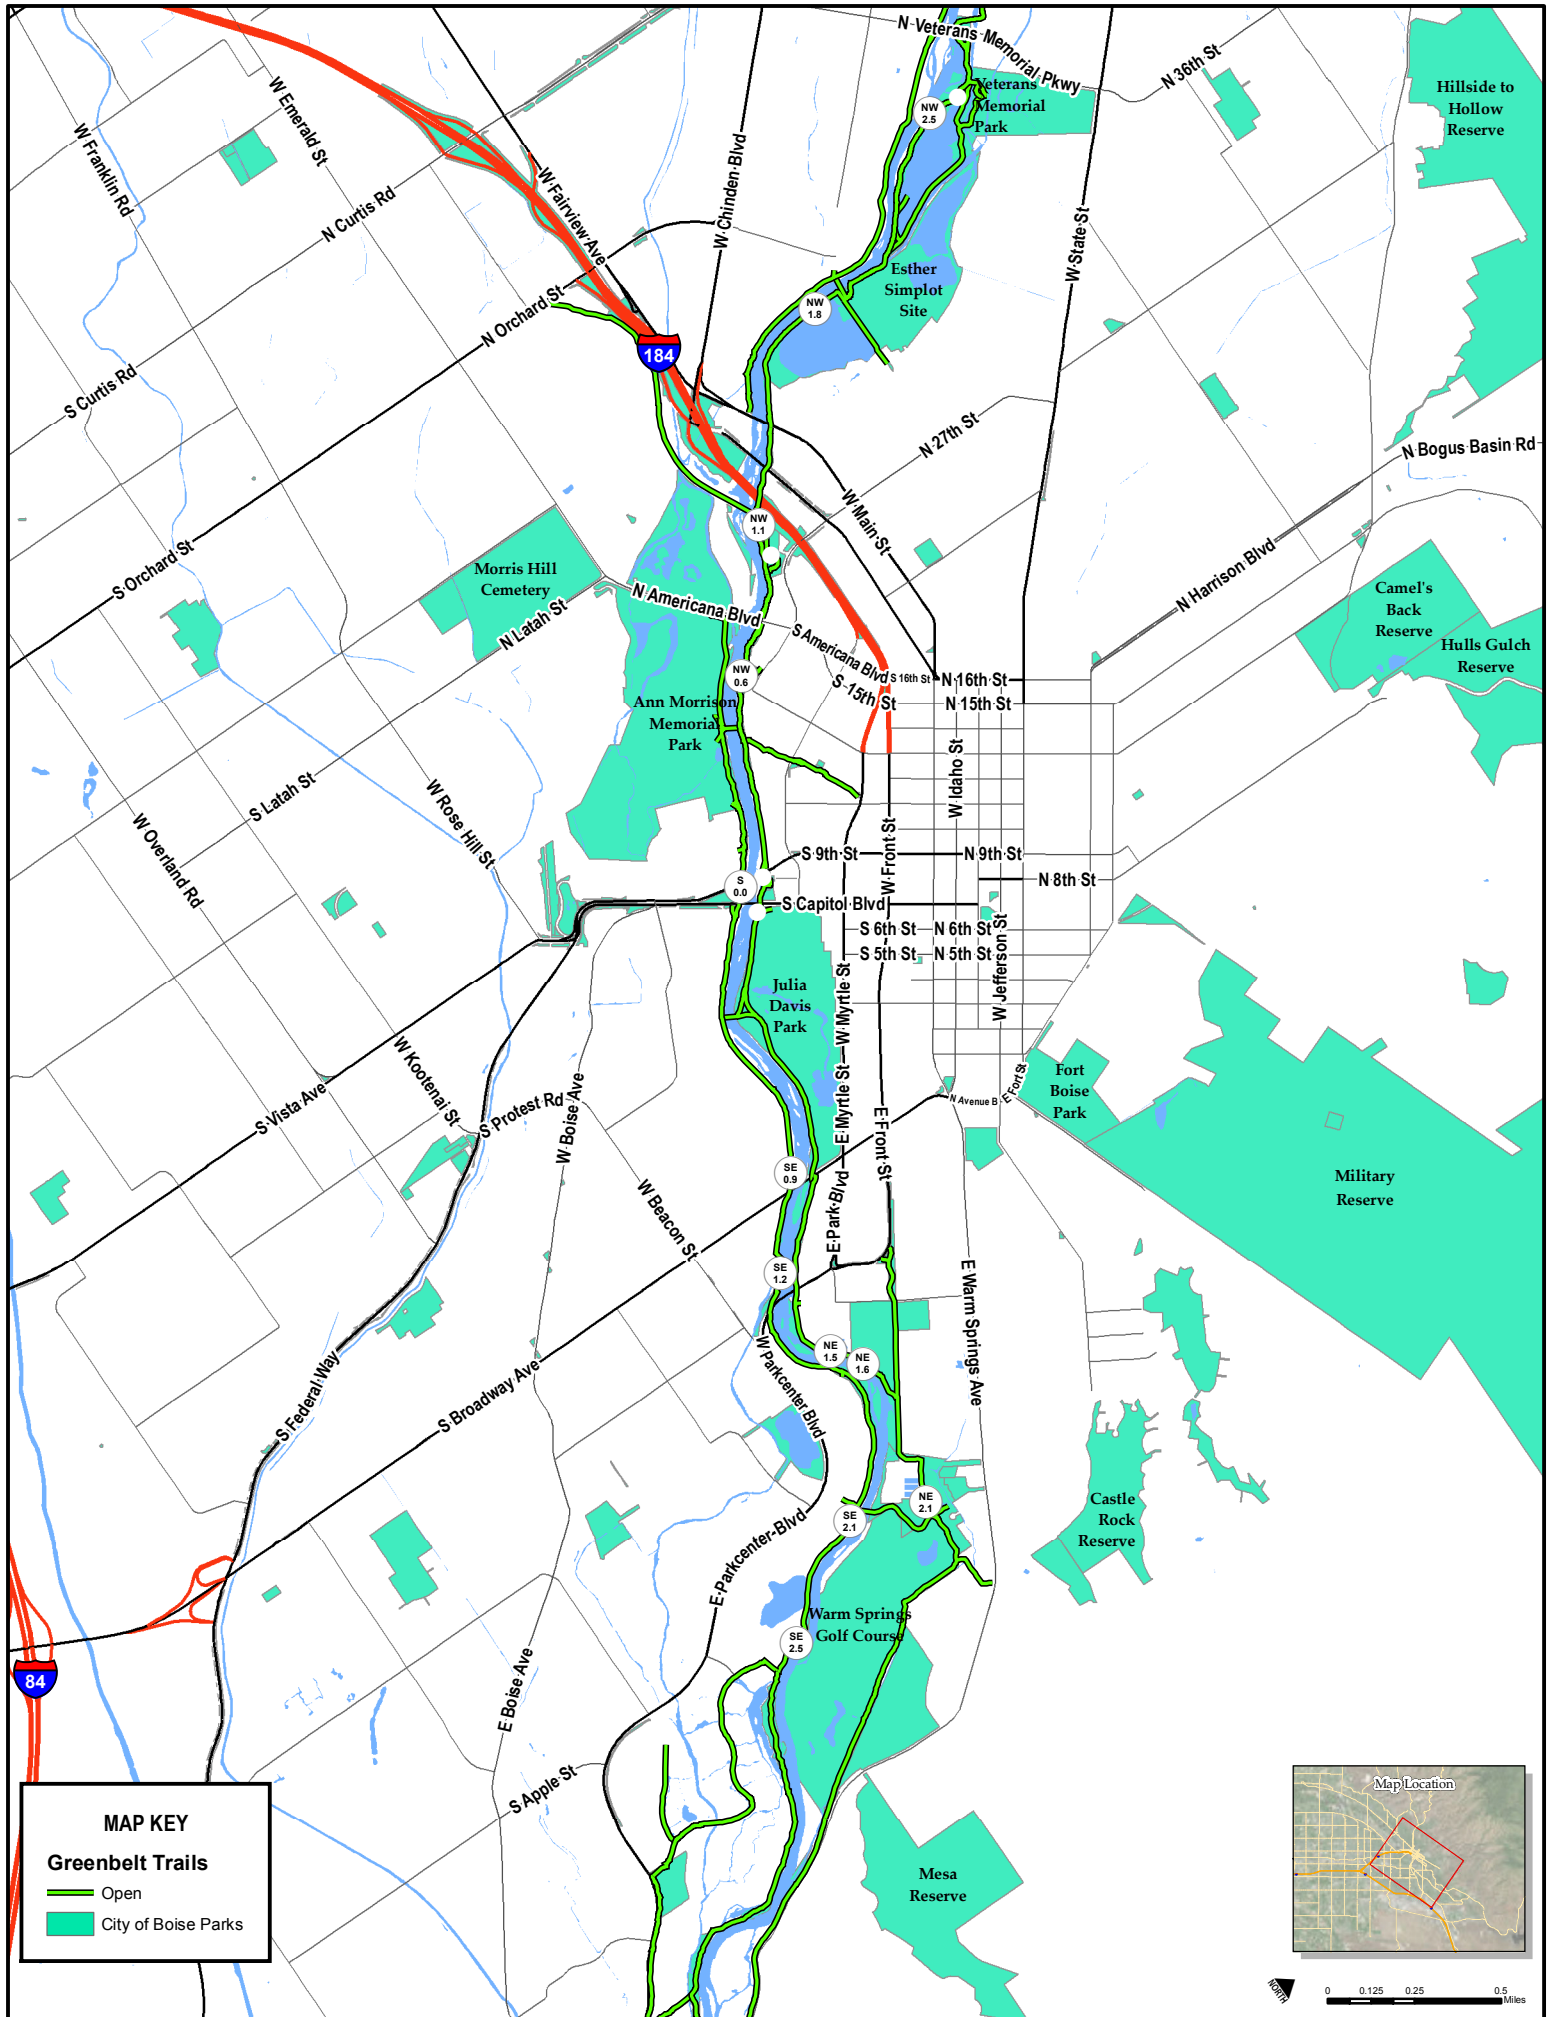 N Veterans Memorial Pkwy
N 36th St
Veterans
Memorial
Park
Hillside to
Hollow
Reserve
NW
2.5
W Emerald St
W Franklin Rd
N Curtis Rd
W Fairview Ave
W Chinden Blvd
W State St
Esther
Simplot
Site
NW
1.8
N Orchard St
184
S Curtis Rd
N 27th St
N Bogus Basin Rd
W Main St
NW
1.1
S Orchard St
Morris Hill
Cemetery
N Latah St
N Americana Blvd
S Americana Blvd
N Harrison Blvd
Camel's
Back
Reserve
Hulls Gulch
Reserve
NW
0.6
S 16th St
N 16th St
S 15th St
N 15th St
Ann Morrison
Memorial
Park
W Idaho St
S Latah St
W Rose Hill St
W Overland Rd
W Front St
S 9th St
N 9th St
N 8th St
S
0.0
S Capitol Blvd
S 6th St
N 6th St
S 5th St
N 5th St
W Jefferson St
Julia
Davis
Park
W Myrtle St
W Kootenai St
Fort
Boise
Park
E Fort St
N Avenue B
S Vista Ave
S Protest Rd
W Boise Ave
E Myrtle St
E Front St
Military
Reserve
SE
0.9
W Beacon St
E Park Blvd
SE
1.2
E Warm Springs Ave
NE
1.5
NE
1.6
W Parkcenter Blvd
S Federal Way
S Broadway Ave
Castle
Rock
Reserve
NE
2.1
SE
2.1
E Parkcenter Blvd
Warm Springs
Golf Course
SE
2.5
84
E Boise Ave
S Apple St
Mesa
Reserve
MAP KEY
Greenbelt Trails
Open
City of Boise Parks
Map Location
NORTH
0 0.125 0.25 0.5
Miles